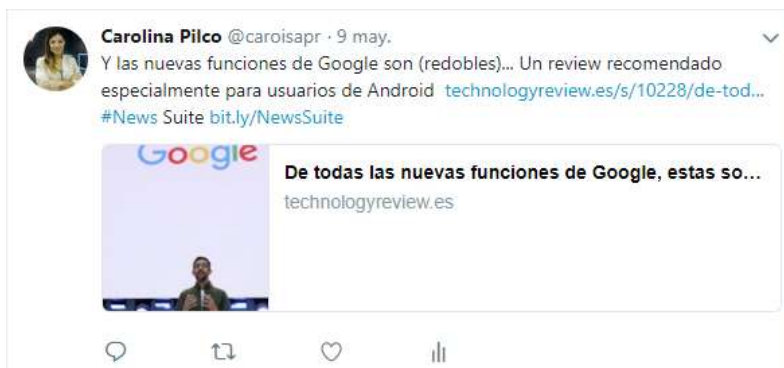 Carolina Pilco @caroisapr · 9 may.
Y las nuevas funciones de Google son (redobles)... Un review recomendado
especialmente para usuarios de Android technologyreview.es/s/10228/de-tod...
#News Suite bit.ly/NewsSuite
Google
De todas las nuevas funciones de Google, estas so...
technologyreview.es